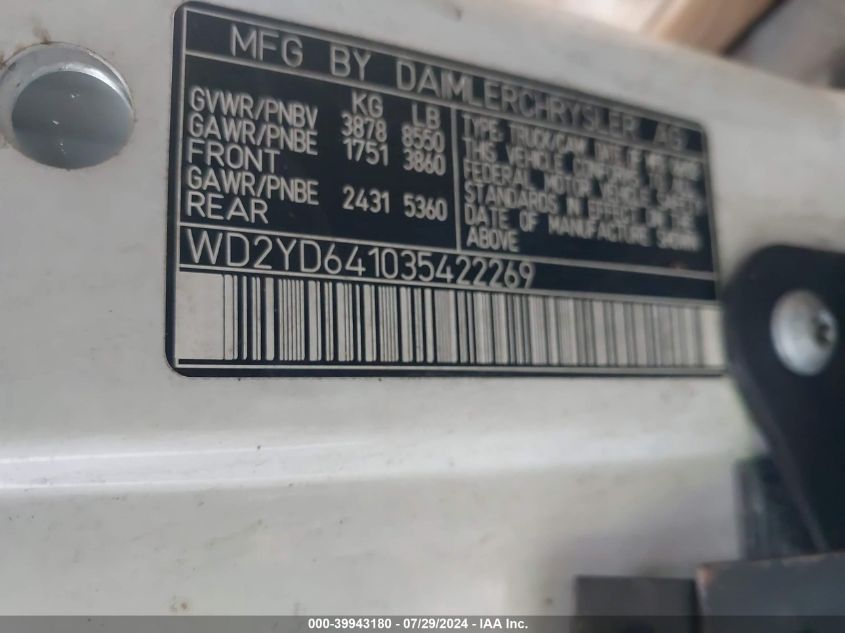 MFG BY DAIMLERCHRYSLER AG
KG LB
GVWR/PNBV 3878 8550
GAWR/PNBE 1751 3860
FRONT
GAWR/PNBE 2431 5360
REAR
TYPE: TRUCK/CAM.
THIS VEHICLE CONFORMS TO ALL
FEDERAL MOTOR VEHICLE SAFETY
STANDARDS IN EFFECT ON THE
DATE OF MANUFACTURE SHOWN
ABOVE
WD2YD641035422269
000-39943180 - 07/29/2024 - IAA Inc.